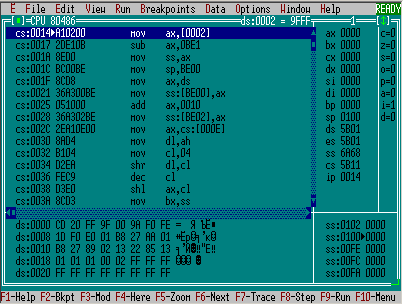 E File Edit View Run Breakpoints Data Options Window Help READY
[■]=CPU 80486 ds:0002 = 9FFF 1 [↕]
cs:0014►A10200 mov ax,[0002] ax 0000 c=0
cs:0017 2DE10B sub ax,0BE1 bx 0000 z=0
cs:001A 8ED0 mov ss,ax cx 0000 s=0
cs:001C BC00BE mov sp,BE00 dx 0000 o=0
cs:001F 8CD8 mov ax,ds si 0000 p=0
cs:0021 36A300BE mov ss:[BE00],ax di 0000 a=0
cs:0025 051000 add ax,0010 bp 0000 i=1
cs:0028 36A302BE mov ss:[BE02],ax sp 0100 d=0
cs:002C 2EA10E00 mov ax,cs:[000E] ds 5B01
cs:0030 8AD4 mov dl,ah es 5B01
cs:0032 B104 mov cl,04 ss 6A68
cs:0034 D2EA shr dl,cl cs 5B11
cs:0036 FEC9 dec cl ip 0014
cs:0038 D3E0 shl ax,cl
cs:003A 8CD3 mov bx,ss
ds:0000 CD 20 FF 9F 00 9A F0 FE ss:0102 0000
ds:0008 1D F0 ED 01 B8 27 AA 01 ss:0100►0000
ds:0010 B8 27 89 02 13 22 85 13 ss:00FE 0000
ds:0018 01 01 01 00 02 FF FF FF ss:00FC 0000
ds:0020 FF FF FF FF FF FF FF FF ss:00FA 0000
F1-Help F2-Bkpt F3-Mod F4-Here F5-Zoom F6-Next F7-Trace F8-Step F9-Run F10-Menu